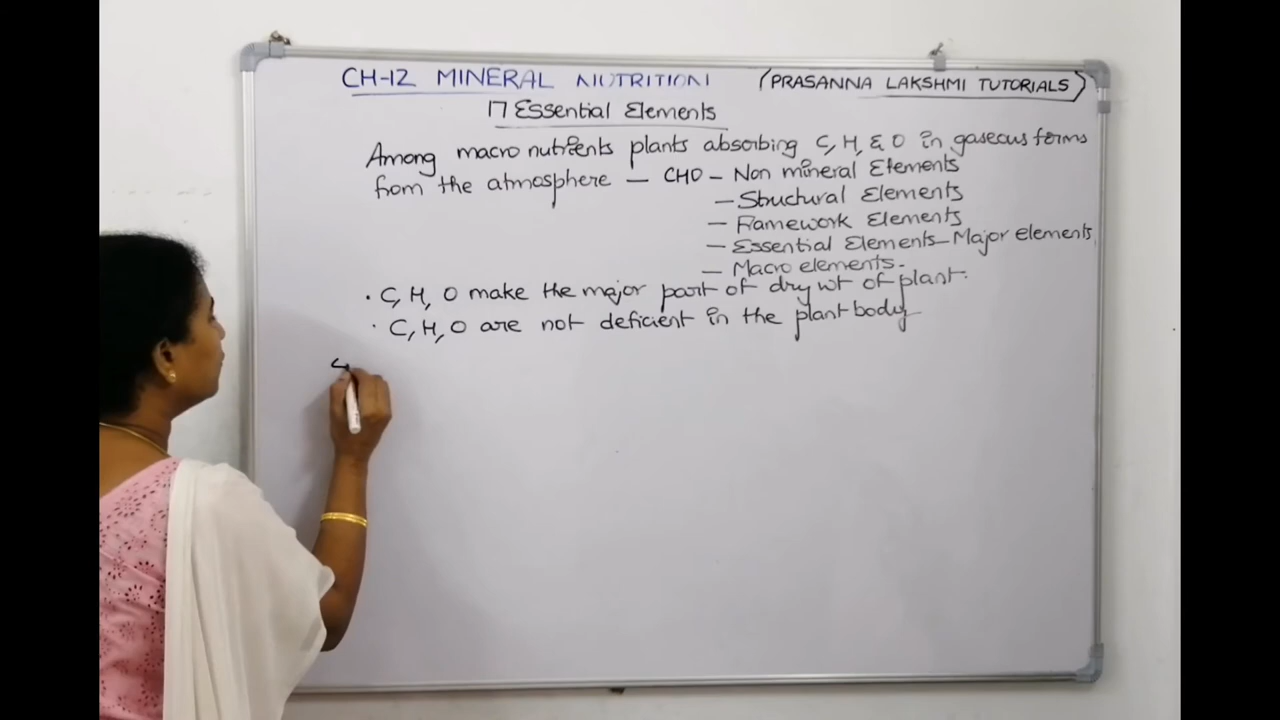 CH-12 MINERAL NUTRITION (PRASANNA LAKSHMI TUTORIALS)
17 Essential Elements
Among macro nutrients plants absorbing C, H, & O in gaseous forms
from the atmosphere — CHO – Non mineral Elements
— Structural Elements
— Framework Elements
— Essential Elements – Major elements
— Macro elements.
· C, H, O make the major part of dry wt of plant.
· C, H, O are not deficient in the plant body